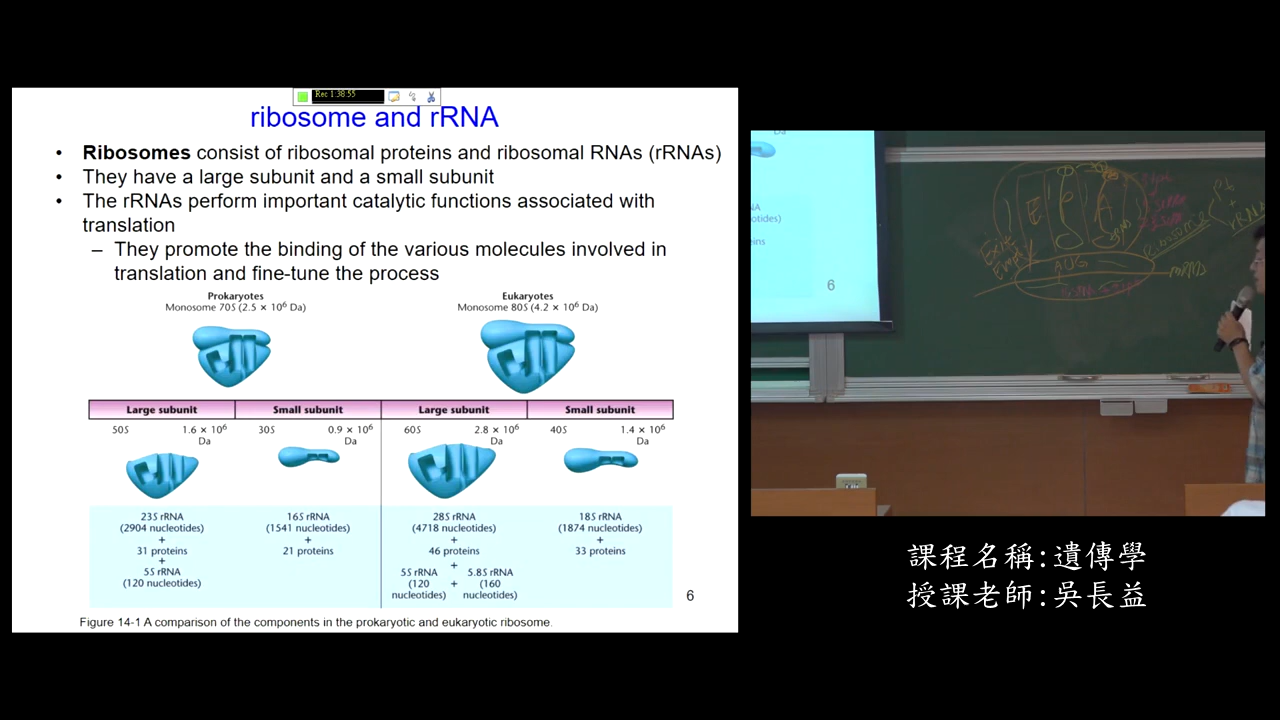 Rec 1:38:55
ribosome and rRNA
• Ribosomes consist of ribosomal proteins and ribosomal RNAs (rRNAs)
• They have a large subunit and a small subunit
• The rRNAs perform important catalytic functions associated with
translation
– They promote the binding of the various molecules involved in
translation and fine-tune the process
Prokaryotes
Monosome 70S (2.5 × 10⁶ Da)
Eukaryotes
Monosome 80S (4.2 × 10⁶ Da)
Large subunit Small subunit Large subunit Small subunit
50S 1.6 × 10⁶ Da
30S 0.9 × 10⁶ Da
60S 2.8 × 10⁶ Da
40S 1.4 × 10⁶ Da
23S rRNA
(2904 nucleotides)
+
31 proteins
+
5S rRNA
(120 nucleotides)
16S rRNA
(1541 nucleotides)
+
21 proteins
28S rRNA
(4718 nucleotides)
+
46 proteins
+
5S rRNA
(120
nucleotides)
+
5.8S rRNA
(160
nucleotides)
18S rRNA
(1874 nucleotides)
+
33 proteins
6
Figure 14-1 A comparison of the components in the prokaryotic and eukaryotic ribosome.
E P A
AUG
mRNA
Ribosome
rRNA
6
課程名稱:遺傳學
授課老師:吳長益